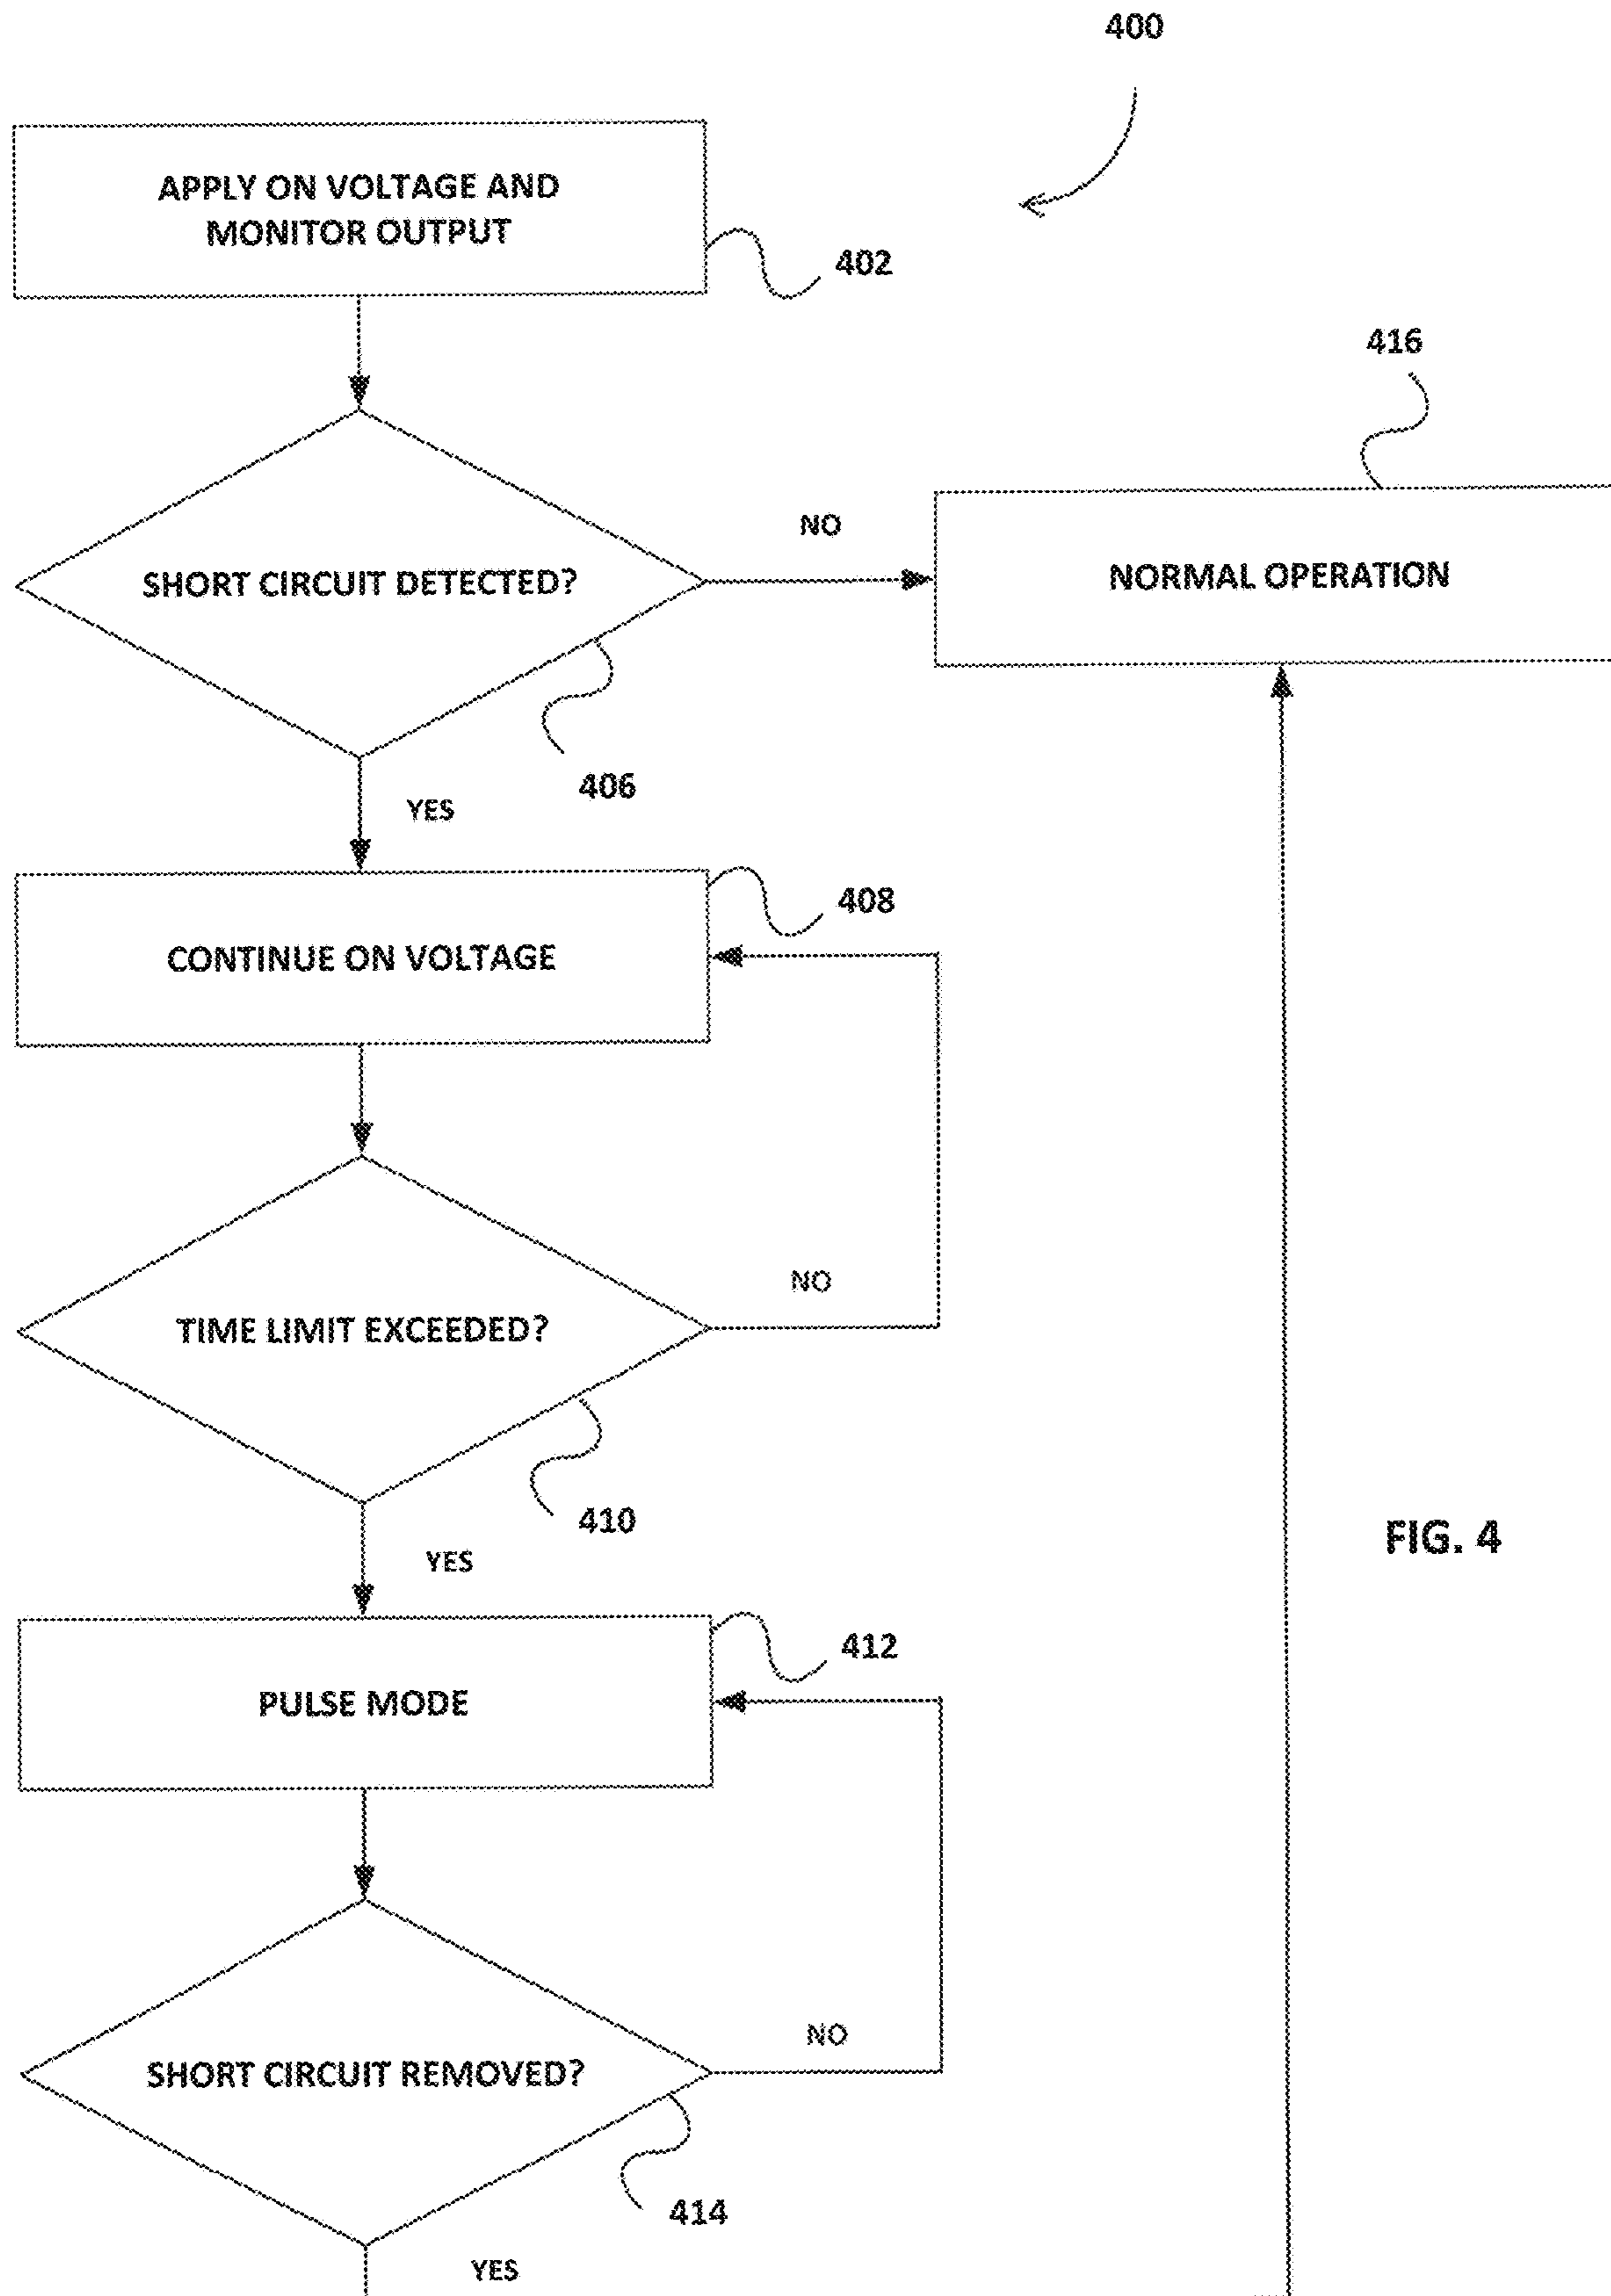 400
APPLY ON VOLTAGE AND
MONITOR OUTPUT
402
416
NO
SHORT CIRCUIT DETECTED?
NORMAL OPERATION
406
YES
408
CONTINUE ON VOLTAGE
NO
TIME LIMIT EXCEEDED?
410
FIG. 4
YES
412
PULSE MODE
NO
SHORT CIRCUIT REMOVED?
414
YES